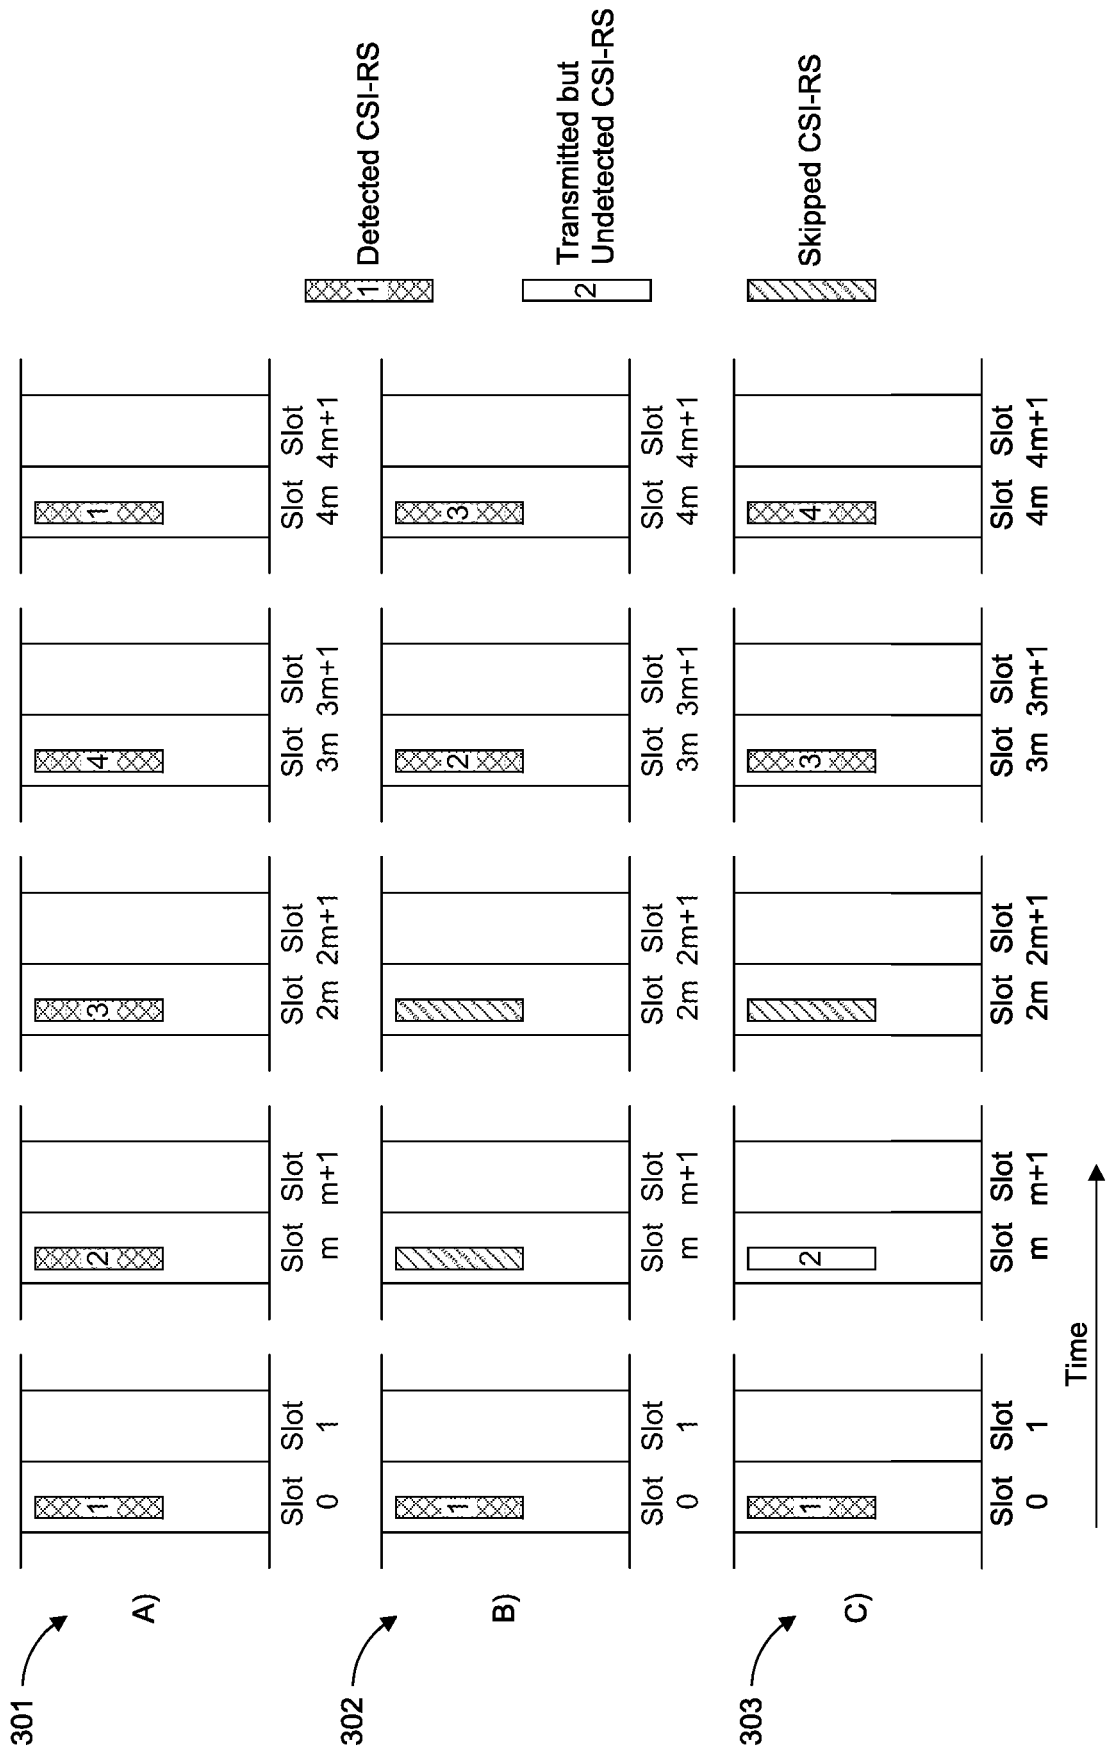 301
A)
1
2
3
4
1
Slot Slot
0 1
Slot Slot
m m+1
Slot Slot
2m 2m+1
Slot Slot
3m 3m+1
Slot Slot
4m 4m+1
302
B)
1
2
3
Slot Slot
0 1
Slot Slot
m m+1
Slot Slot
2m 2m+1
Slot Slot
3m 3m+1
Slot Slot
4m 4m+1
303
C)
1
2
3
4
Slot Slot
0 1
Slot Slot
m m+1
Slot Slot
2m 2m+1
Slot Slot
3m 3m+1
Slot Slot
4m 4m+1
Time
1
Detected CSI-RS
2
Transmitted but
Undetected CSI-RS
Skipped CSI-RS